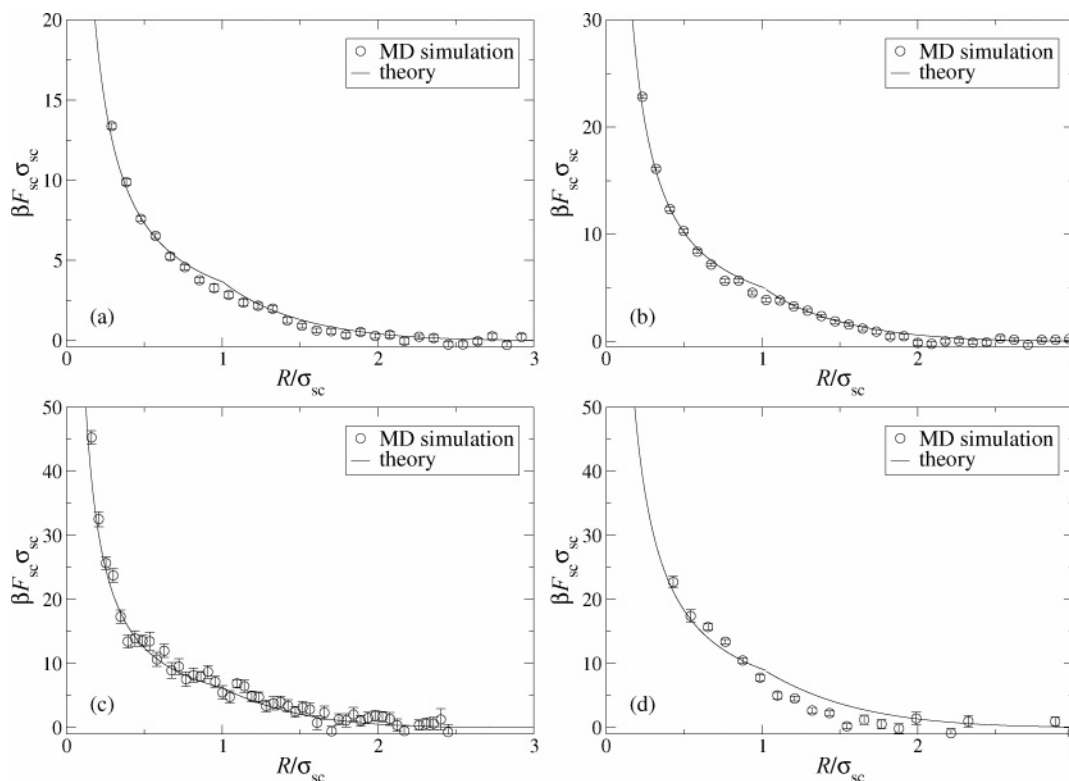 20
15
10
5
0
βF_sc σ_sc
MD simulation
theory
(a)
0 1 2 3
R/σ_sc
30
20
10
0
βF_sc σ_sc
MD simulation
theory
(b)
0 1 2
R/σ_sc
50
40
30
20
10
0
βF_sc σ_sc
MD simulation
theory
(c)
0 1 2 3
R/σ_sc
50
40
30
20
10
0
βF_sc σ_sc
MD simulation
theory
(d)
0 1 2
R/σ_sc